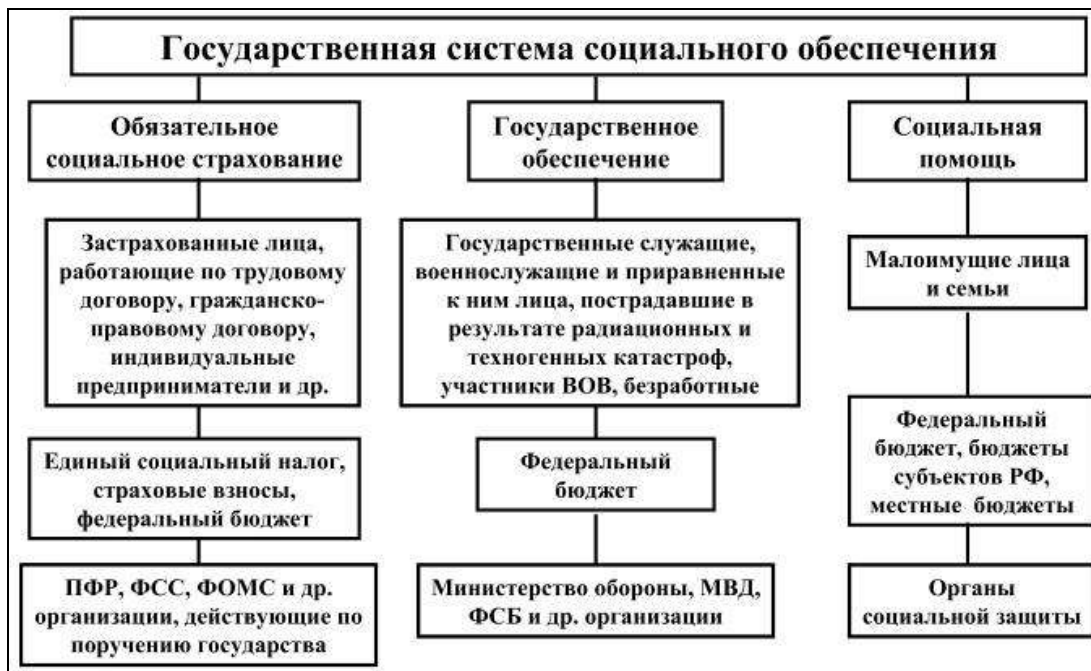 Государственная система социального обеспечения
Обязательное
социальное страхование
Государственное
обеспечение
Социальная
помощь
Застрахованные лица,
работающие по трудовому
договору, гражданско-
правовому договору,
индивидуальные
предприниматели и др.
Государственные служащие,
военнослужащие и приравненные
к ним лица, пострадавшие в
результате радиационных и
техногенных катастроф,
участники ВОВ, безработные
Малоимущие лица
и семьи
Единый социальный налог,
страховые взносы,
федеральный бюджет
Федеральный
бюджет
Федеральный
бюджет, бюджеты
субъектов РФ,
местные бюджеты
ПФР, ФСС, ФОМС и др.
организации, действующие по
поручению государства
Министерство обороны, МВД,
ФСБ и др. организации
Органы
социальной защиты